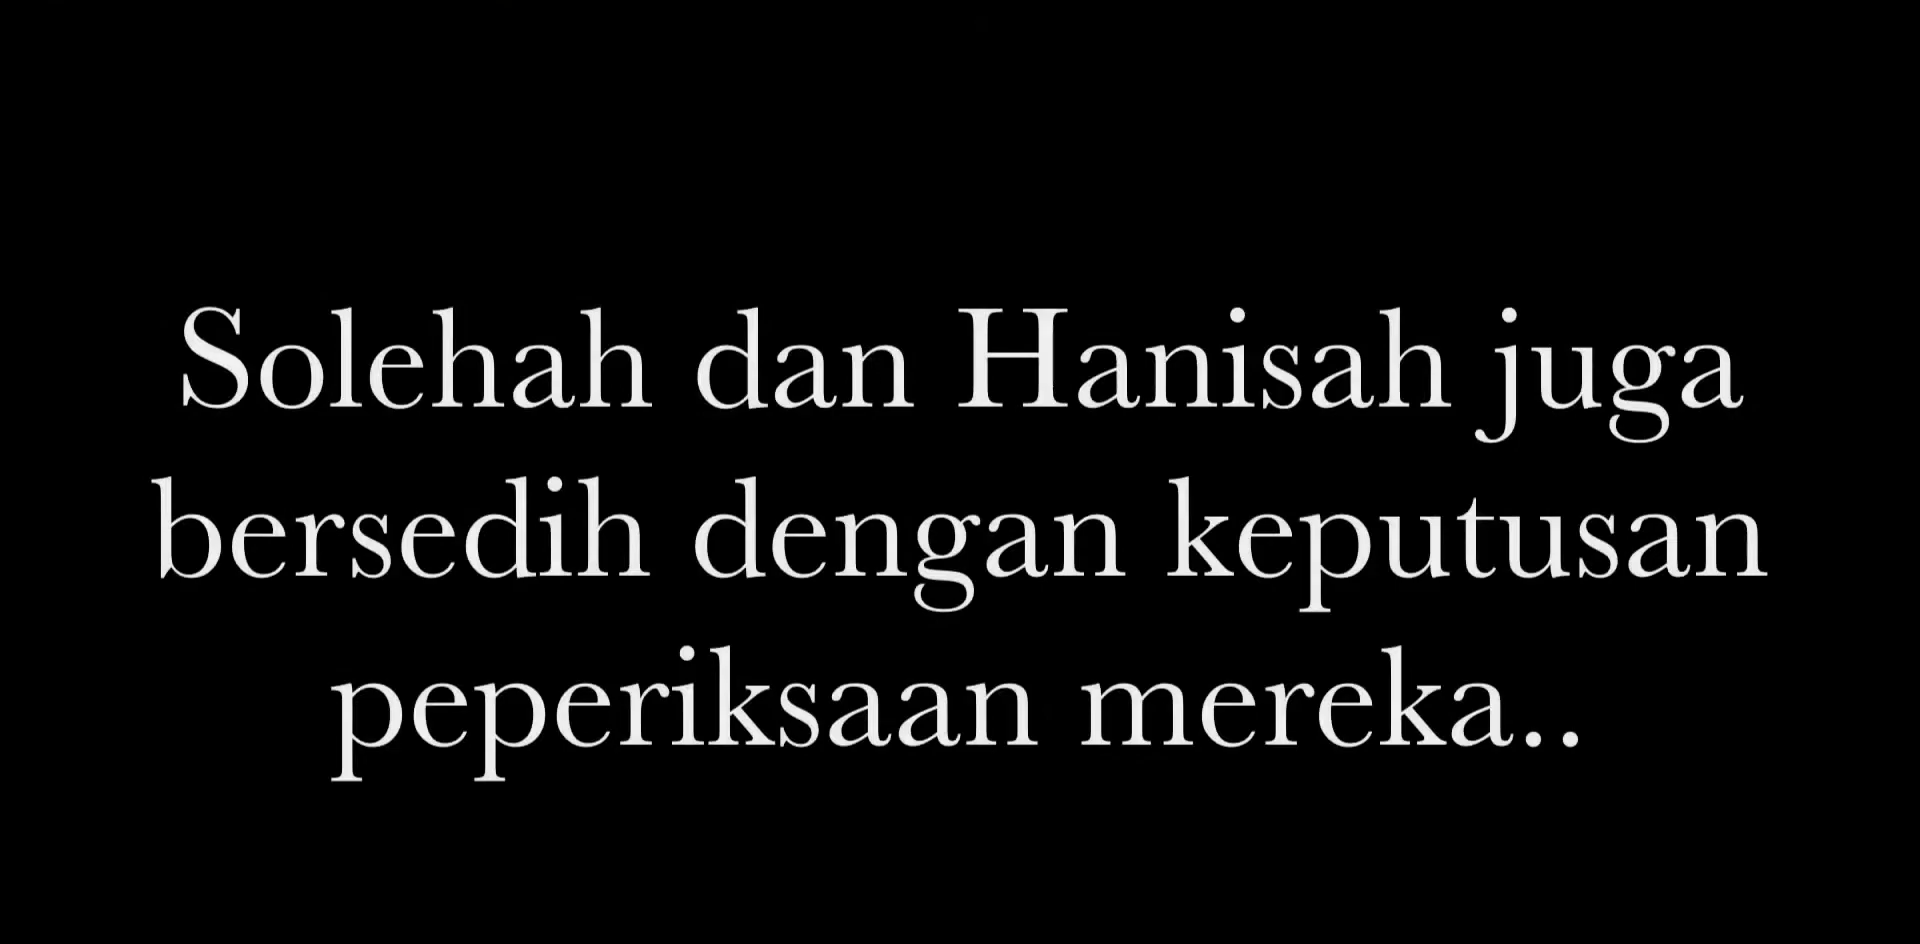 Solehah dan Hanisah juga
bersedih dengan keputusan
peperiksaan mereka..